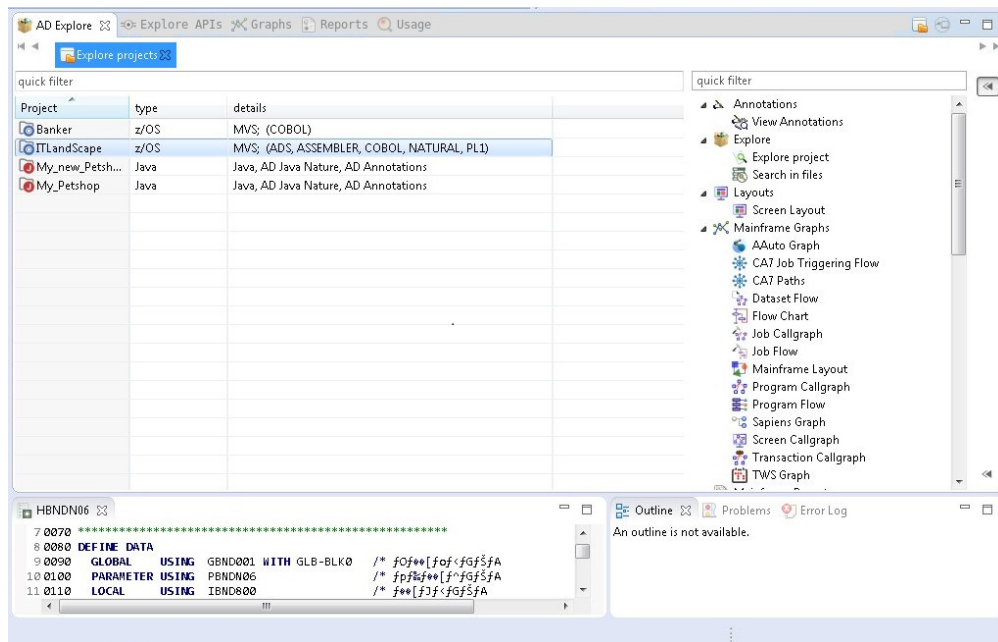 AD Explore Explore APIs Graphs Reports Usage
Explore projects
quick filter
Project type details
Banker z/OS MVS; (COBOL)
ITLandScape z/OS MVS; (ADS, ASSEMBLER, COBOL, NATURAL, PL1)
My_new_Petsh... Java Java, AD Java Nature, AD Annotations
My_Petshop Java Java, AD Java Nature, AD Annotations
quick filter
Annotations
View Annotations
Explore
Explore project
Search in files
Layouts
Screen Layout
Mainframe Graphs
AAuto Graph
CA7 Job Triggering Flow
CA7 Paths
Dataset Flow
Flow Chart
Job Callgraph
Job Flow
Mainframe Layout
Program Callgraph
Program Flow
Sapiens Graph
Screen Callgraph
Transaction Callgraph
TWS Graph
HBNDN06
7 0070
8 0080 DEFINE DATA
9 0090 GLOBAL USING GBND001 WITH GLB-BLK0 /*
10 0100 PARAMETER USING PBNDN06 /*
11 0110 LOCAL USING IBND800 /*
Outline Problems Error Log
An outline is not available.